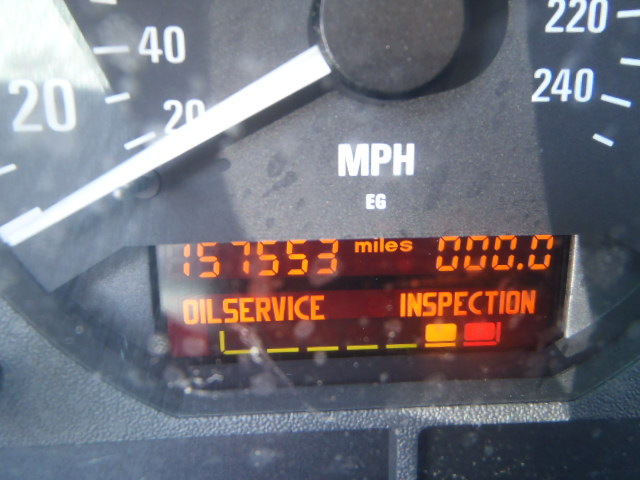 40 220
20 20 240
MPH
EG
157553 miles 000.0
OILSERVICE INSPECTION